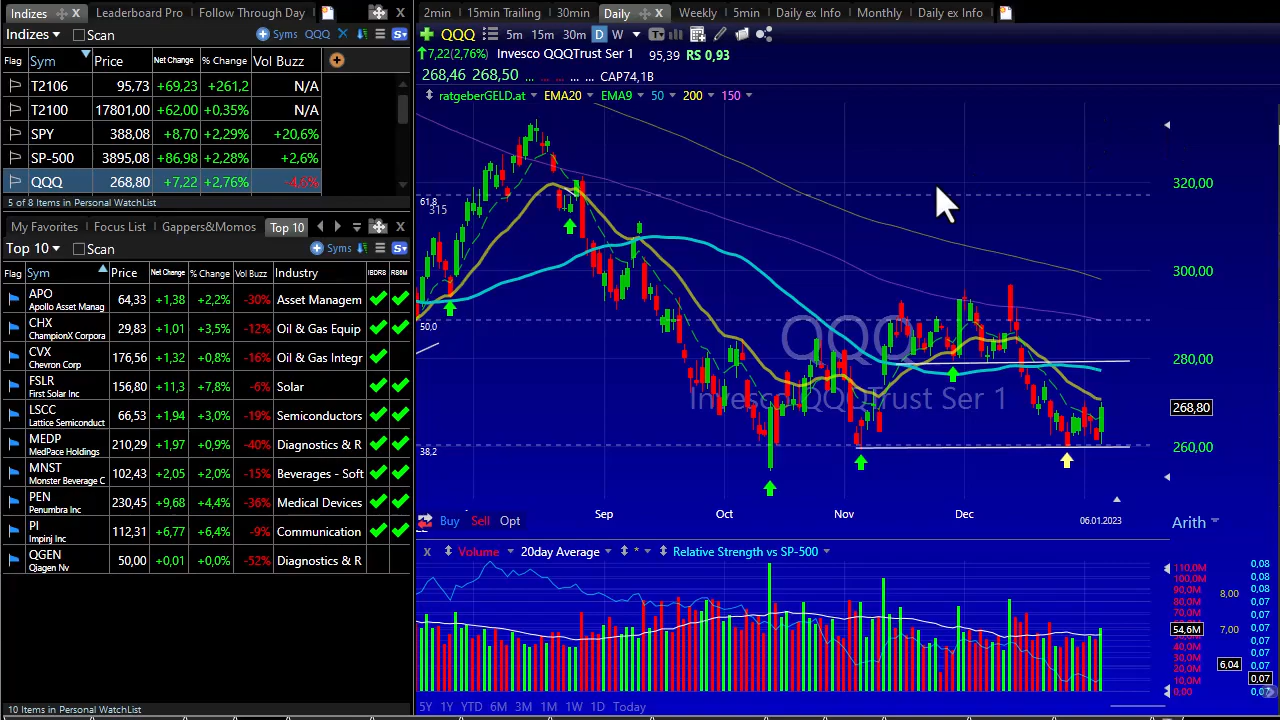 Indizes Leaderboard Pro Follow Through Day
Indizes Scan Syms QQQ
Flag Sym Price Net Change % Change Vol Buzz
T2106 95,73 +69,23 +261,2 N/A
T2100 17801,00 +62,00 +0,35% N/A
SPY 388,08 +8,70 +2,29% +20,6%
SP-500 3895,08 +86,98 +2,28% +2,6%
QQQ 268,80 +7,22 +2,76% -4,6%
5 of 8 Items in Personal WatchList
My Favorites Focus List Gappers&Momos Top 10
Top 10 Scan Syms
Flag Sym Price Net Change % Change Vol Buzz Industry
APO 64,33 +1,38 +2,2% -30% Asset Managem
Apollo Asset Manag
CHX 29,83 +1,01 +3,5% -12% Oil & Gas Equip
ChampionX Corpora
CVX 176,56 +1,32 +0,8% -16% Oil & Gas Integr
Chevron Corp
FSLR 156,80 +11,3 +7,8% -6% Solar
First Solar Inc
LSCC 66,53 +1,94 +3,0% -19% Semiconductors
Lattice Semiconduct
MEDP 210,29 +1,97 +0,9% -40% Diagnostics & R
MedPace Holdings
MNST 102,43 +2,05 +2,0% -15% Beverages - Soft
Monster Beverage C
PEN 230,45 +9,68 +4,4% -36% Medical Devices
Penumbra Inc
PI 112,31 +6,77 +6,4% -9% Communication
Impinj Inc
QGEN 50,00 +0,01 +0,0% -52% Diagnostics & R
Qiagen Nv
10 Items in Personal WatchList
2min 15min Trailing 30min Daily Weekly 5min Daily ex Info Monthly Daily ex Info
QQQ 5m 15m 30m D W
7,22(2,76%) Invesco QQQTrust Ser 1 95,39 RS 0,93
268,46 268,50 ... ... ... ... CAP74,1B
ratgeberGELD.at EMA20 EMA9 50 200 150
320,00
61,8
315
300,00
50,0
QQQ
280,00
Invesco QQQTrust Ser 1
268,80
38,2
260,00
Sep Oct Nov Dec 06.01.2023
Buy Sell Opt
Arith
X Volume 20day Average * Relative Strength vs SP-500
110,0M 0,08
100,0M 0,08
90,0M
80,0M 8,00 0,08
70,0M 0,07
60,0M
54,6M 7,00 0,07
40,0M 0,07
30,0M 0,07
20,0M 6,04
10,0M 0,07
0,00
5Y 1Y YTD 6M 3M 1M 1W 1D Today